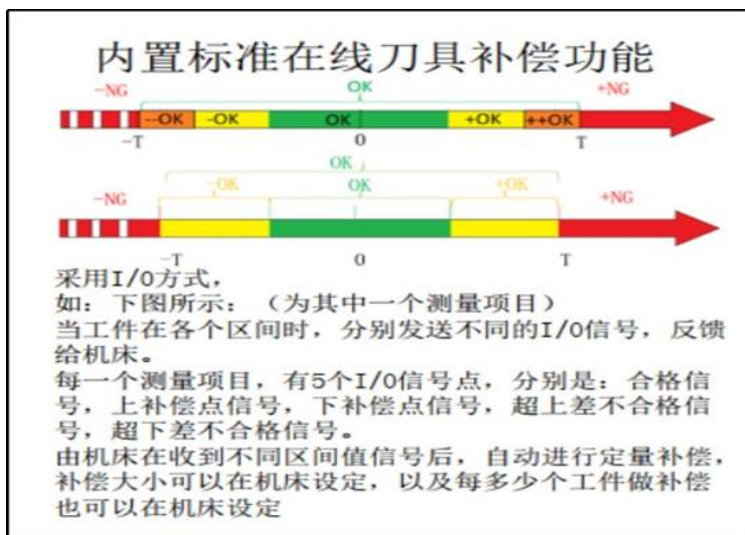 内置标准在线刀具补偿功能
OK
-NG
+NG
--OK -OK OK +OK ++OK
-T 0 T
OK
-OK OK +OK
-NG +NG
-T 0 T
采用I/O方式,
如: 下图所示: (为其中一个测量项目)
当工件在各个区间时, 分别发送不同的I/O信号, 反馈
给机床。
每一个测量项目, 有5个I/O信号点, 分别是: 合格信
号, 上补偿点信号, 下补偿点信号, 超上差不合格信
号, 超下差不合格信号。
由机床在收到不同区间值信号后, 自动进行定量补偿,
补偿大小可以在机床设定, 以及每多少个工件做补偿
也可以在机床设定